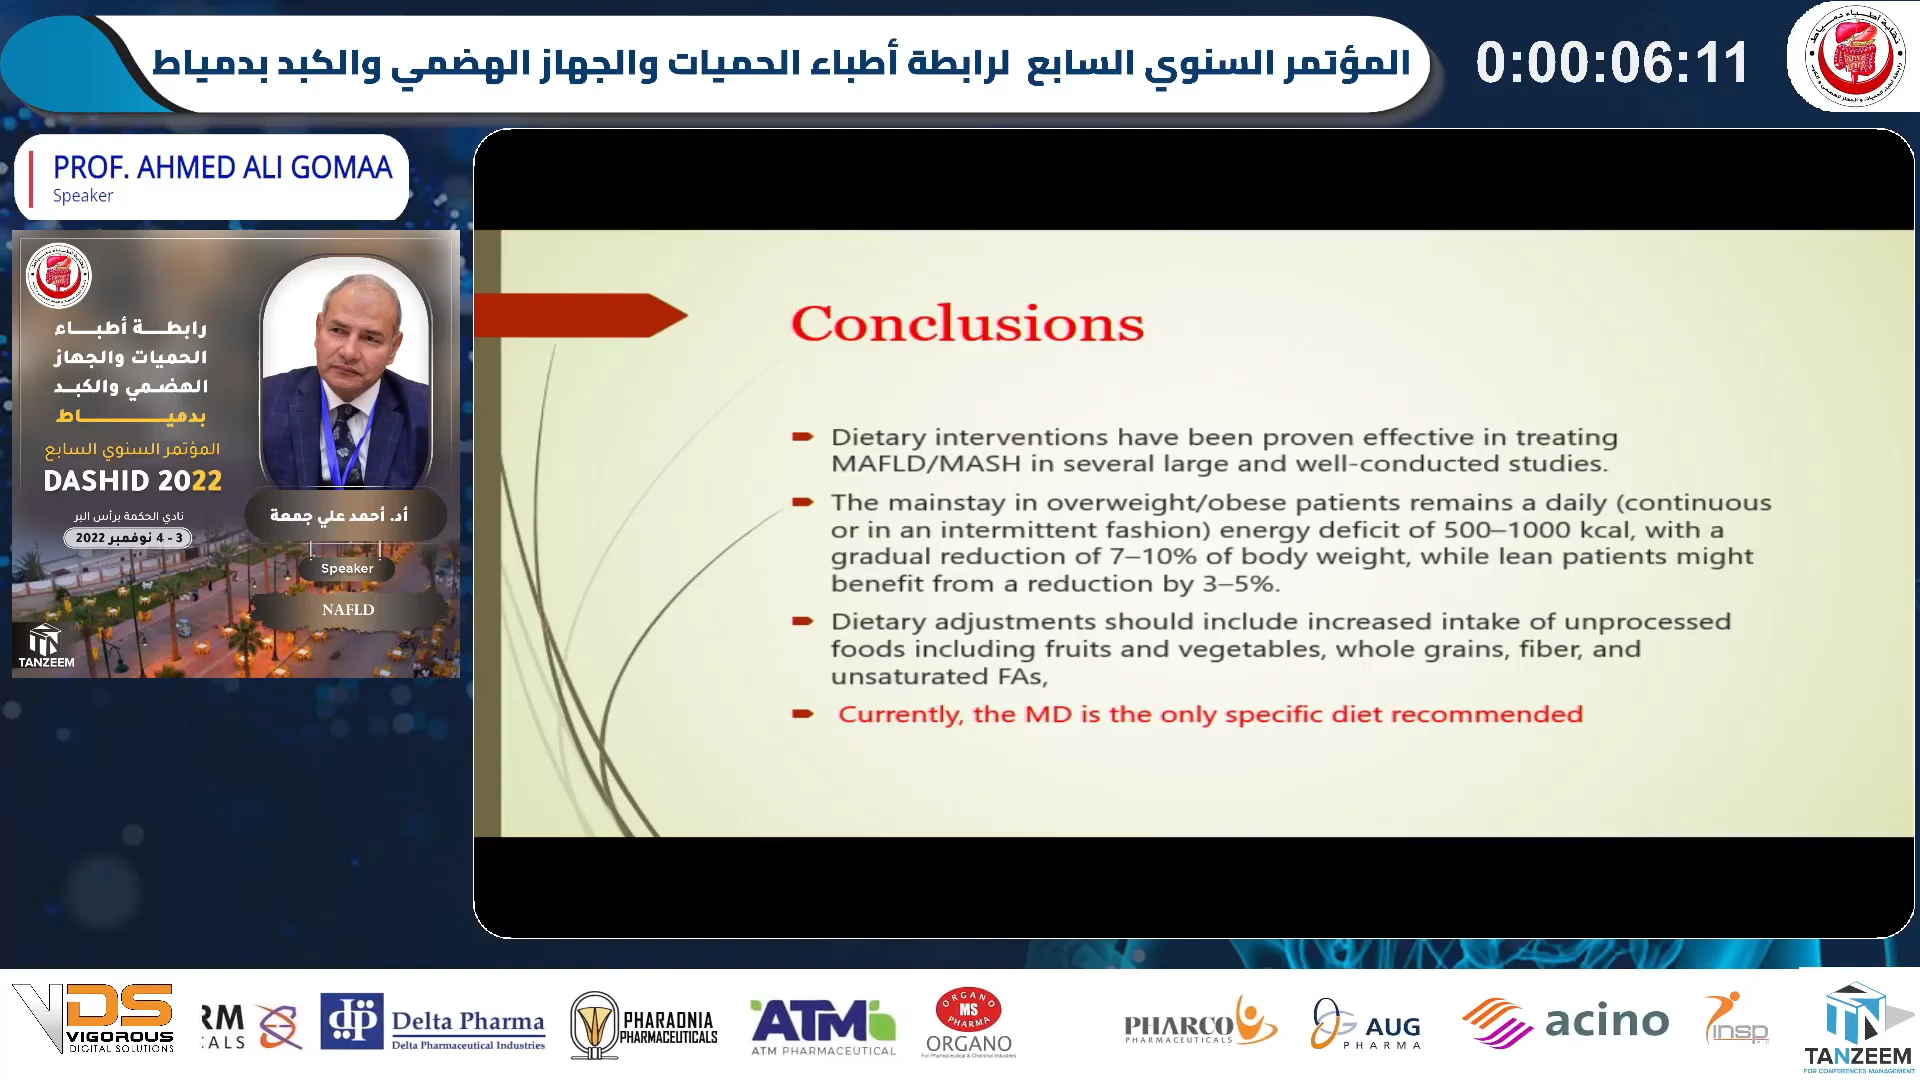 المؤتمر السنوي السابع لرابطة أطباء الحميات والجهاز الهضمي والكبد بدمياط
0:00:06:11
PROF. AHMED ALI GOMAA
Speaker
رابطة أطباء
الحميات والجهاز
الهضمي والكبد
بدمياط
المؤتمر السنوي السابع
DASHID 2022
نادي الحكمة برأس البر
3 - 4 نوفمبر 2022
أد. أحمد علي جمعة
Speaker
NAFLD
TANZEEM
Conclusions
Dietary interventions have been proven effective in treating
MAFLD/MASH in several large and well-conducted studies.
The mainstay in overweight/obese patients remains a daily (continuous
or in an intermittent fashion) energy deficit of 500–1000 kcal, with a
gradual reduction of 7–10% of body weight, while lean patients might
benefit from a reduction by 3–5%.
Dietary adjustments should include increased intake of unprocessed
foods including fruits and vegetables, whole grains, fiber, and
unsaturated FAs,
Currently, the MD is the only specific diet recommended
VDS
VIGOROUS
DIGITAL SOLUTIONS
RM
CALS
Delta Pharma
Delta Pharmaceutical Industries
PHARAONIA
PHARMACEUTICALS
ATM
ATM PHARMACEUTICAL
ORGANO
MS
PHARMA
ORGANO
For Pharmaceutical & Chemical Industries
PHARCO
PHARMACEUTICALS
AUG
PHARMA
acino
insp
TANZEEM
FOR CONFERENCES MANAGEMENT